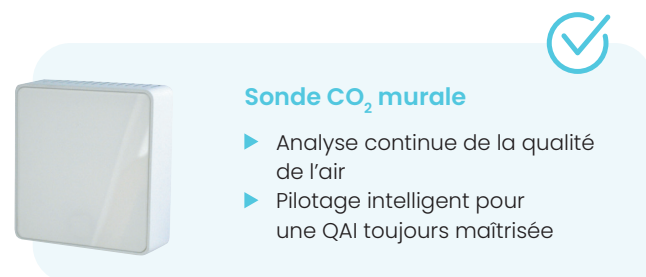 Sonde CO₂ murale
Analyse continue de la qualité
de l’air
Pilotage intelligent pour
une QAI toujours maîtrisée